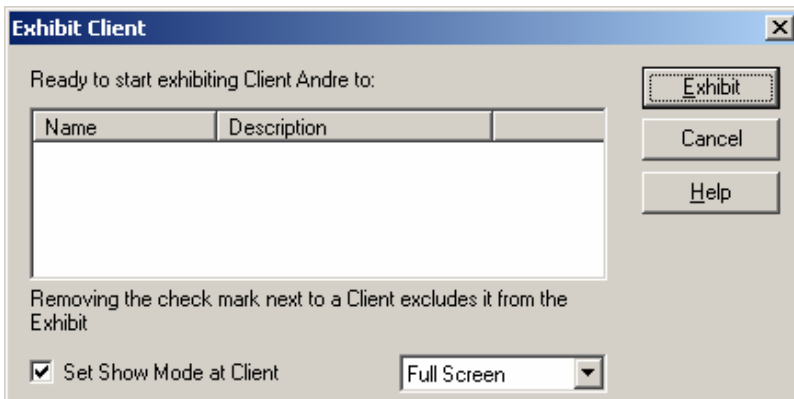 Exhibit Client
Ready to start exhibiting Client Andre to:
Exhibit
Name Description
Cancel
Help
Removing the check mark next to a Client excludes it from the
Exhibit
Set Show Mode at Client Full Screen